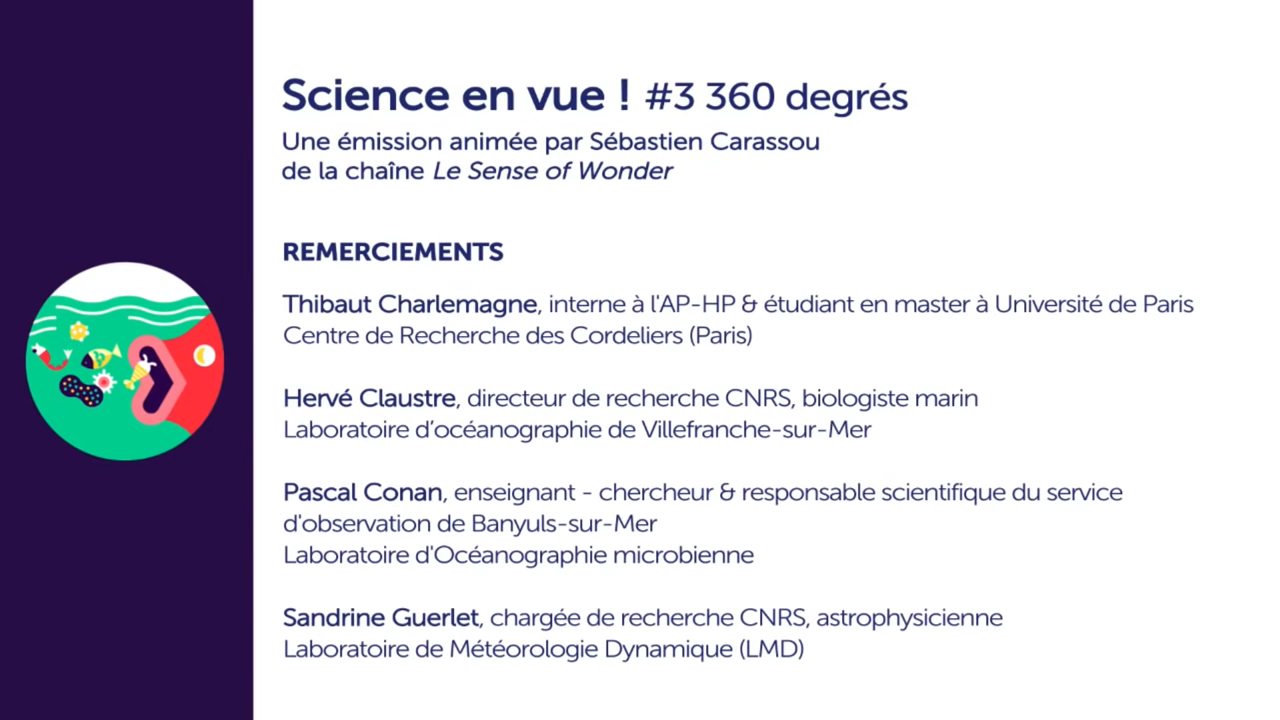 Science en vue ! #3 360 degrés
Une émission animée par Sébastien Carassou
de la chaîne Le Sense of Wonder
REMERCIEMENTS
Thibaut Charlemagne, interne à l'AP-HP & étudiant en master à Université de Paris
Centre de Recherche des Cordeliers (Paris)
Hervé Claustre, directeur de recherche CNRS, biologiste marin
Laboratoire d’océanographie de Villefranche-sur-Mer
Pascal Conan, enseignant - chercheur & responsable scientifique du service
d'observation de Banyuls-sur-Mer
Laboratoire d'Océanographie microbienne
Sandrine Guerlet, chargée de recherche CNRS, astrophysicienne
Laboratoire de Météorologie Dynamique (LMD)